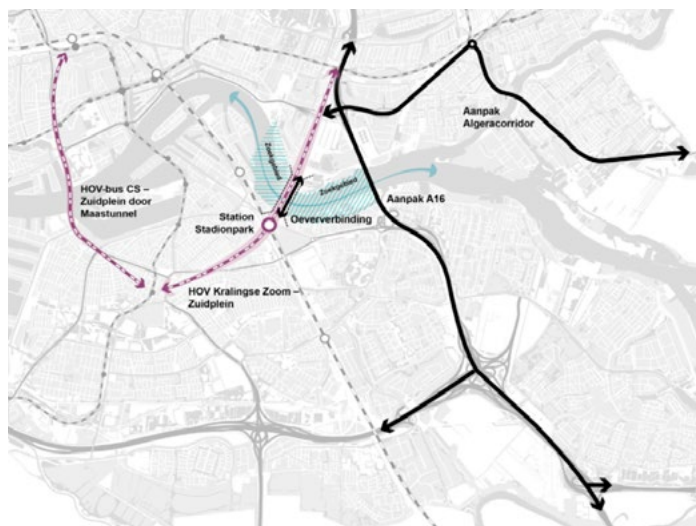 Aanpak
Algeracorridor
Zoekgebied
HOV-bus CS –
Zuidplein door
Maastunnel
Zoekgebied
Aanpak A16
Station
Stadionpark
Oeververbinding
HOV Kralingse Zoom –
Zuidplein